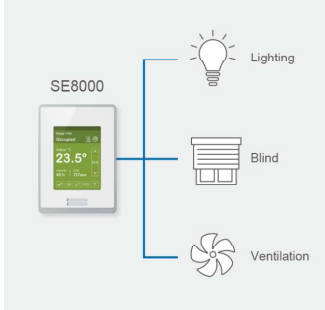 SE8000
Occupied
23.5°
Lighting
Blind
Ventilation